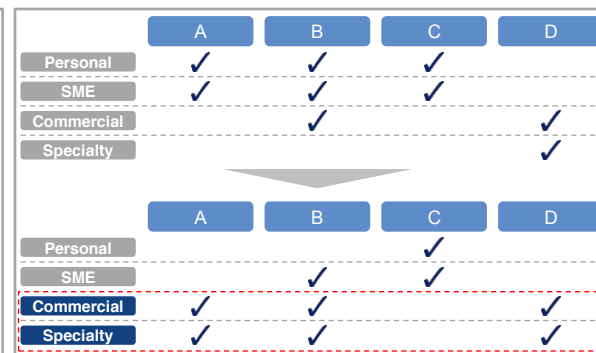 A B C D
Personal ✓ ✓ ✓
SME ✓ ✓ ✓
Commercial ✓ ✓
Specialty ✓
A B C D
Personal ✓
SME ✓ ✓
Commercial ✓ ✓ ✓
Specialty ✓ ✓ ✓